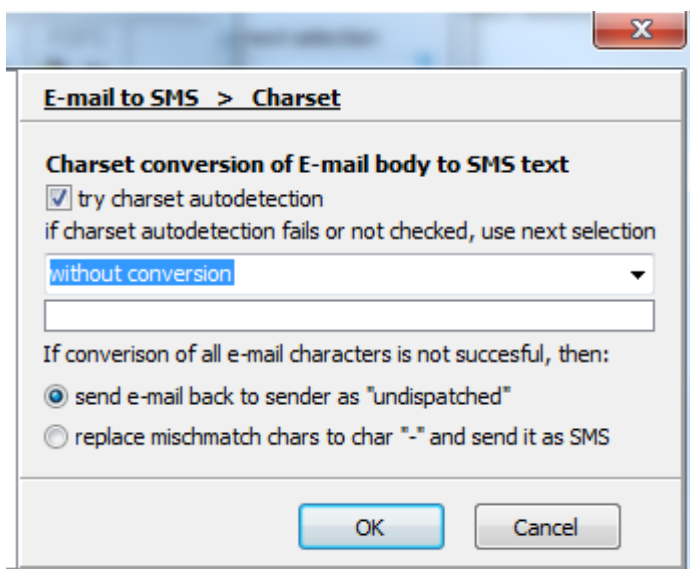 E-mail to SMS > Charset
Charset conversion of E-mail body to SMS text
try charset autodetection
if charset autodetection fails or not checked, use next selection
without conversion
If converison of all e-mail characters is not succesful, then:
send e-mail back to sender as "undispatched"
replace mischmatch chars to char "-" and send it as SMS
OK
Cancel